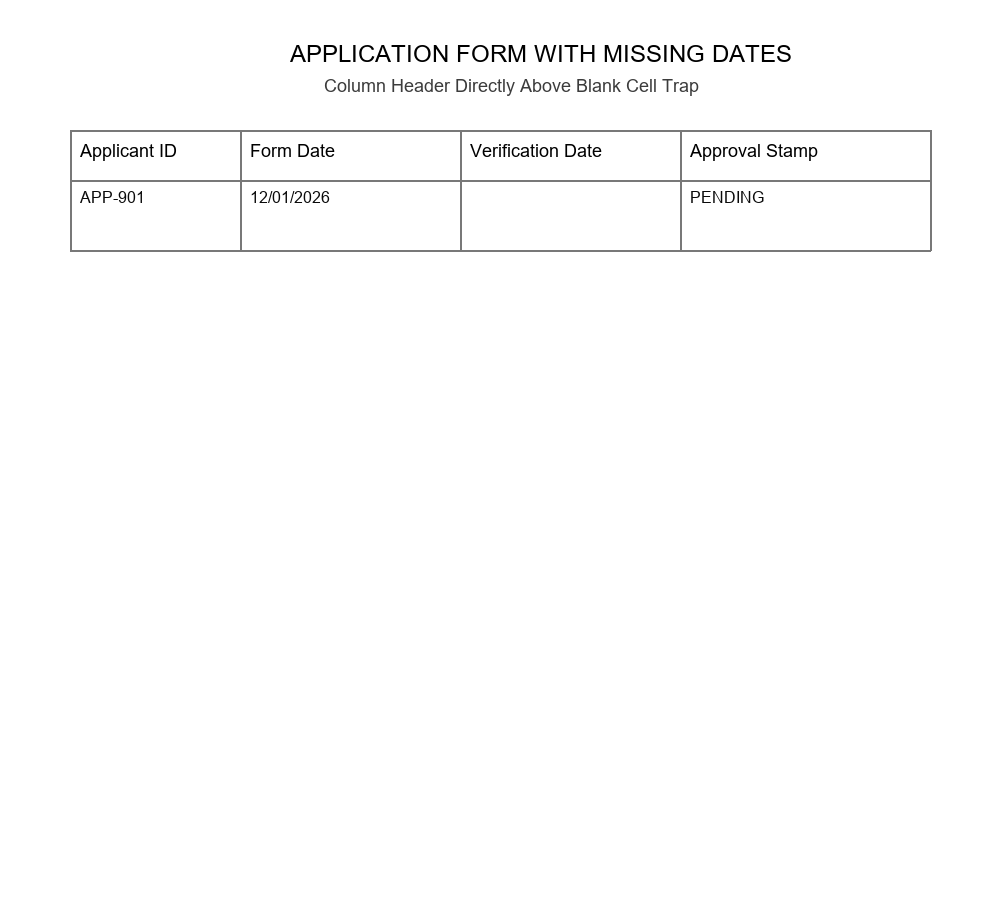 APPLICATION FORM WITH MISSING DATES
Column Header Directly Above Blank Cell Trap
Applicant ID Form Date Verification Date Approval Stamp
APP-901 12/01/2026 PENDING